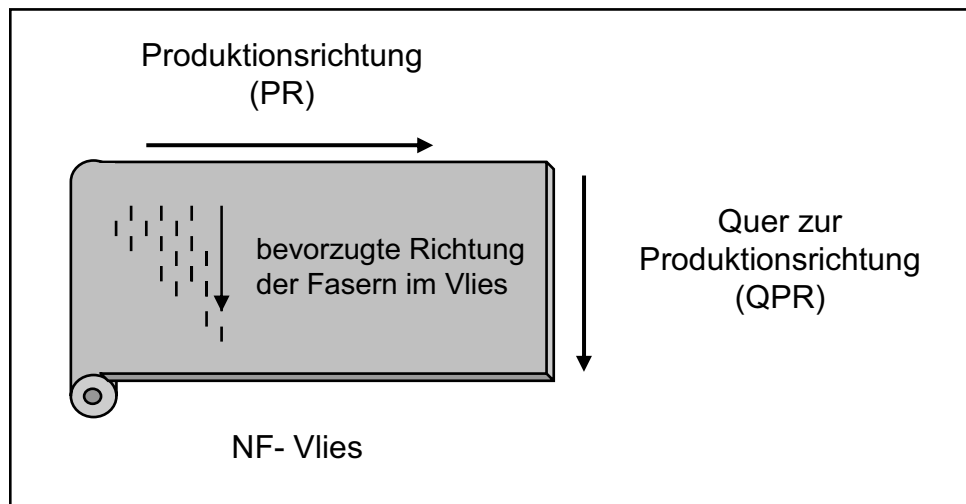 Produktionsrichtung
(PR)
bevorzugte Richtung
der Fasern im Vlies
Quer zur
Produktionsrichtung
(QPR)
NF- Vlies